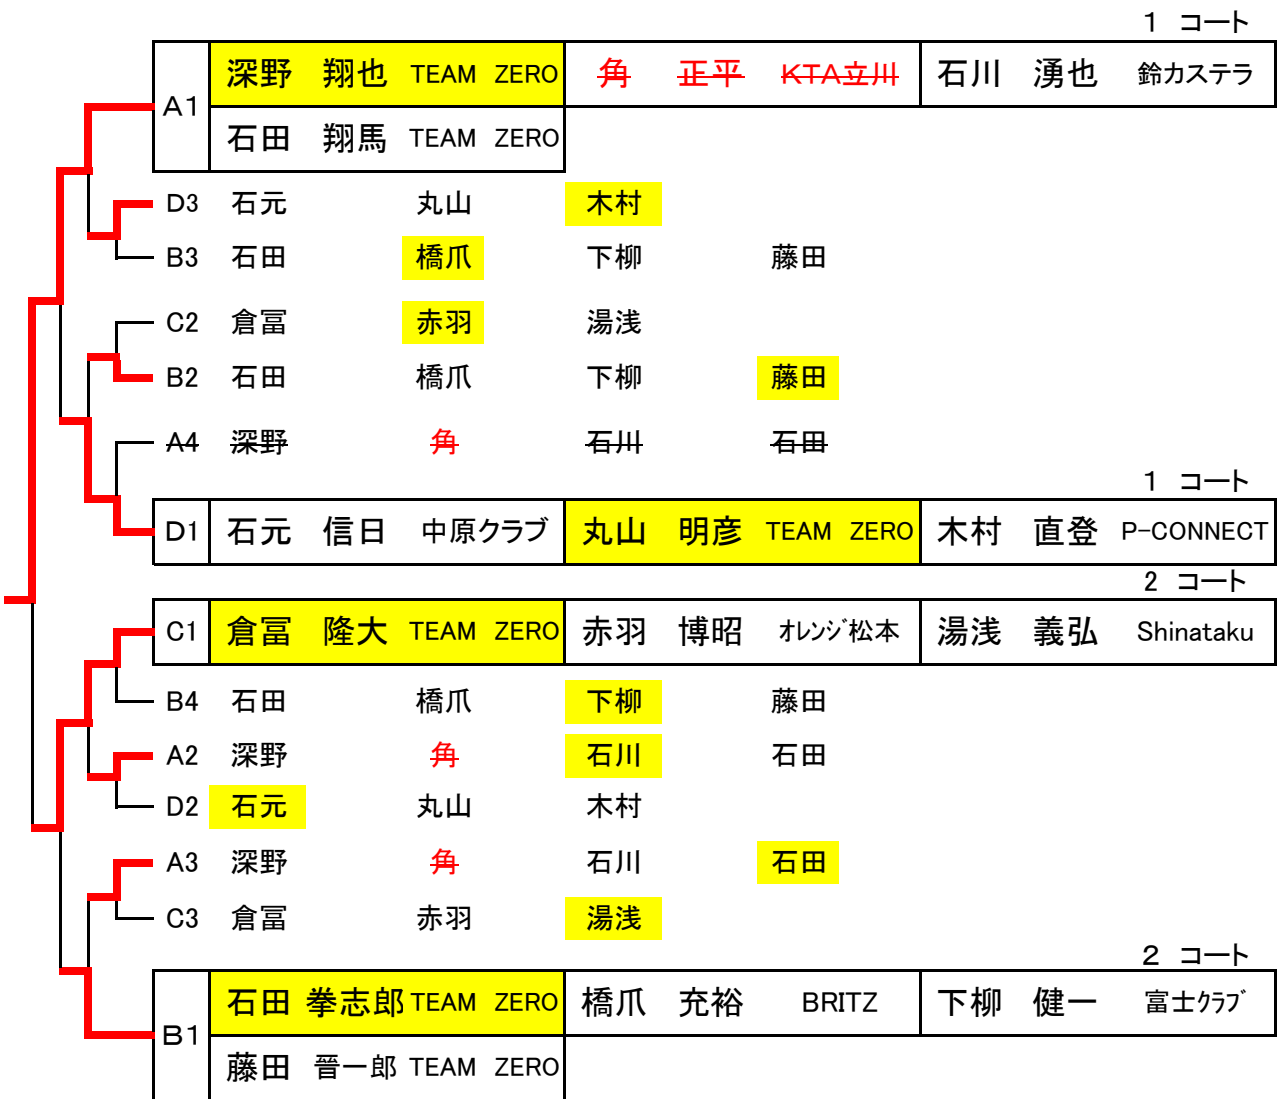 1 コート
A1 深野 翔也 TEAM ZERO 角 正平 KTA立川 石川 湧也 鈴カステラ
石田 翔馬 TEAM ZERO
D3 石元 丸山 木村
B3 石田 橋爪 下柳 藤田
C2 倉冨 赤羽 湯浅
B2 石田 橋爪 下柳 藤田
A4 深野 角 石川 石田
1 コート
D1 石元 信日 中原クラブ 丸山 明彦 TEAM ZERO 木村 直登 P-CONNECT
2 コート
C1 倉冨 隆大 TEAM ZERO 赤羽 博昭 ｵﾚﾝｼﾞ松本 湯浅 義弘 Shinataku
B4 石田 橋爪 下柳 藤田
A2 深野 角 石川 石田
D2 石元 丸山 木村
A3 深野 角 石川 石田
C3 倉冨 赤羽 湯浅
2 コート
B1 石田 拳志郎 TEAM ZERO 橋爪 充裕 BRITZ 下柳 健一 富士ｸﾗﾌﾞ
藤田 晉一郎 TEAM ZERO